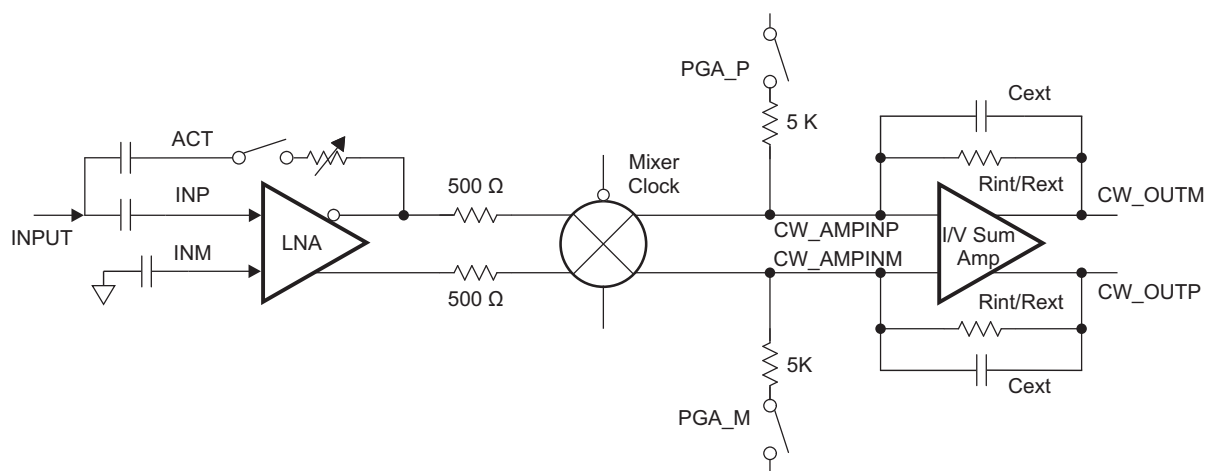 Cext
PGA_P
5 K
ACT
Mixer
Clock
Rint/Rext
500 Ω
CW_OUTM
INP
INPUT
LNA
CW_AMPINP
I/V Sum
Amp
INM
CW_AMPINM
CW_OUTP
500 Ω
Rint/Rext
5K
Cext
PGA_M